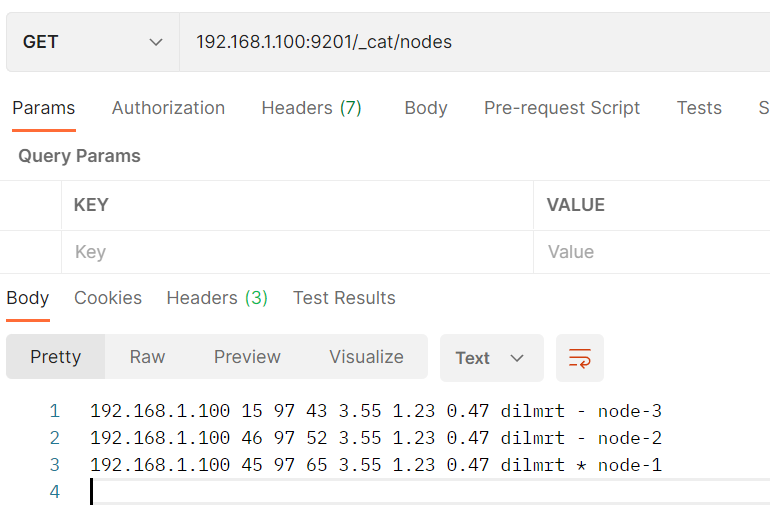 GET 192.168.1.100:9201/_cat/nodes
Params Authorization Headers (7) Body Pre-request Script Tests S
Query Params
KEY VALUE
Key Value
Body Cookies Headers (3) Test Results
Pretty Raw Preview Visualize Text
1 192.168.1.100 15 97 43 3.55 1.23 0.47 dilmrt - node-3
2 192.168.1.100 46 97 52 3.55 1.23 0.47 dilmrt - node-2
3 192.168.1.100 45 97 65 3.55 1.23 0.47 dilmrt * node-1
4